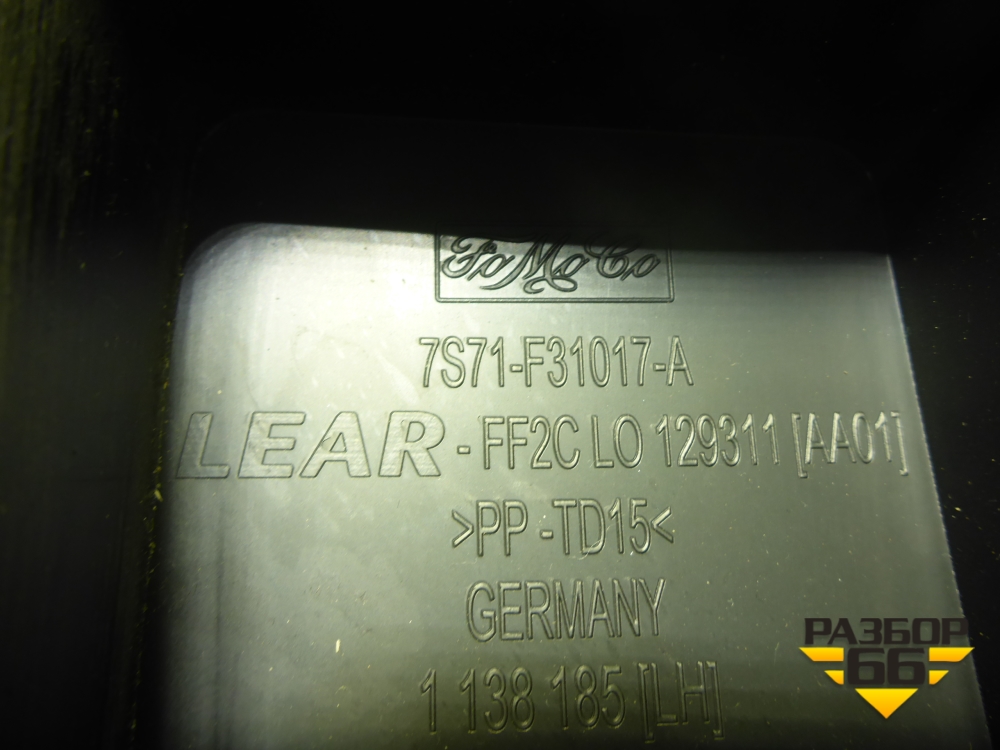 FoMoCo
7S71-F31017-A
LEAR - FF2C LO 129311 [AA01]
>PP -TD15<
GERMANY
1 138 185 [LH]
РАЗБОР
66